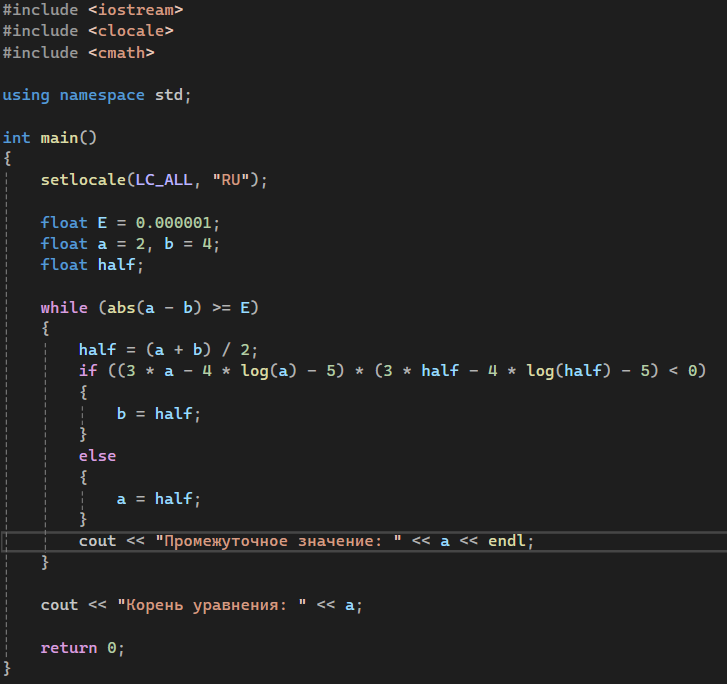 #include <iostream>
#include <clocale>
#include <cmath>
using namespace std;
int main()
{
setlocale(LC_ALL, "RU");
float E = 0.000001;
float a = 2, b = 4;
float half;
while (abs(a - b) >= E)
{
half = (a + b) / 2;
if ((3 * a - 4 * log(a) - 5) * (3 * half - 4 * log(half) - 5) < 0)
{
b = half;
}
else
{
a = half;
}
cout << "Промежуточное значение: " << a << endl;
}
cout << "Корень уравнения: " << a;
return 0;
}